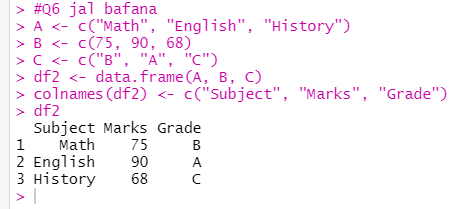 > #Q6 jal bafana
> A <- c("Math", "English", "History")
> B <- c(75, 90, 68)
> C <- c("B", "A", "C")
> df2 <- data.frame(A, B, C)
> colnames(df2) <- c("Subject", "Marks", "Grade")
> df2
  Subject Marks Grade
1    Math    75     B
2 English    90     A
3 History    68     C
>